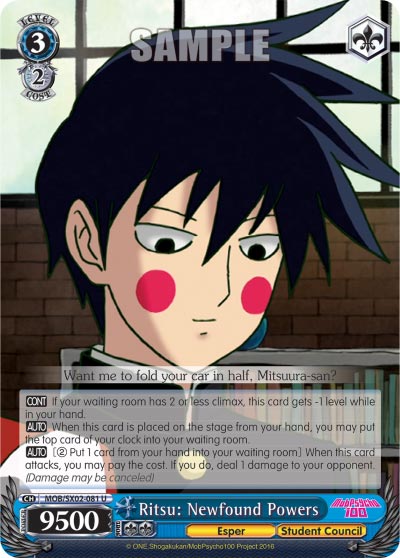 LEVEL
3
2
COST
SAMPLE
Want me to fold your car in half, Mitsuura-san?
CONT If your waiting room has 2 or less climax, this card gets -1 level while
in your hand.
AUTO When this card is placed on the stage from your hand, you may put
the top card of your clock into your waiting room.
AUTO [② Put 1 card from your hand into your waiting room] When this card
attacks, you may pay the cost. If you do, deal 1 damage to your opponent.
(Damage may be canceled)
CH MOB/SX02-081 U
POWER 9500
Ritsu: Newfound Powers
MobPsycho 100
Esper Student Council
© ONE,Shogakukan/MobPsycho100 Project 2016